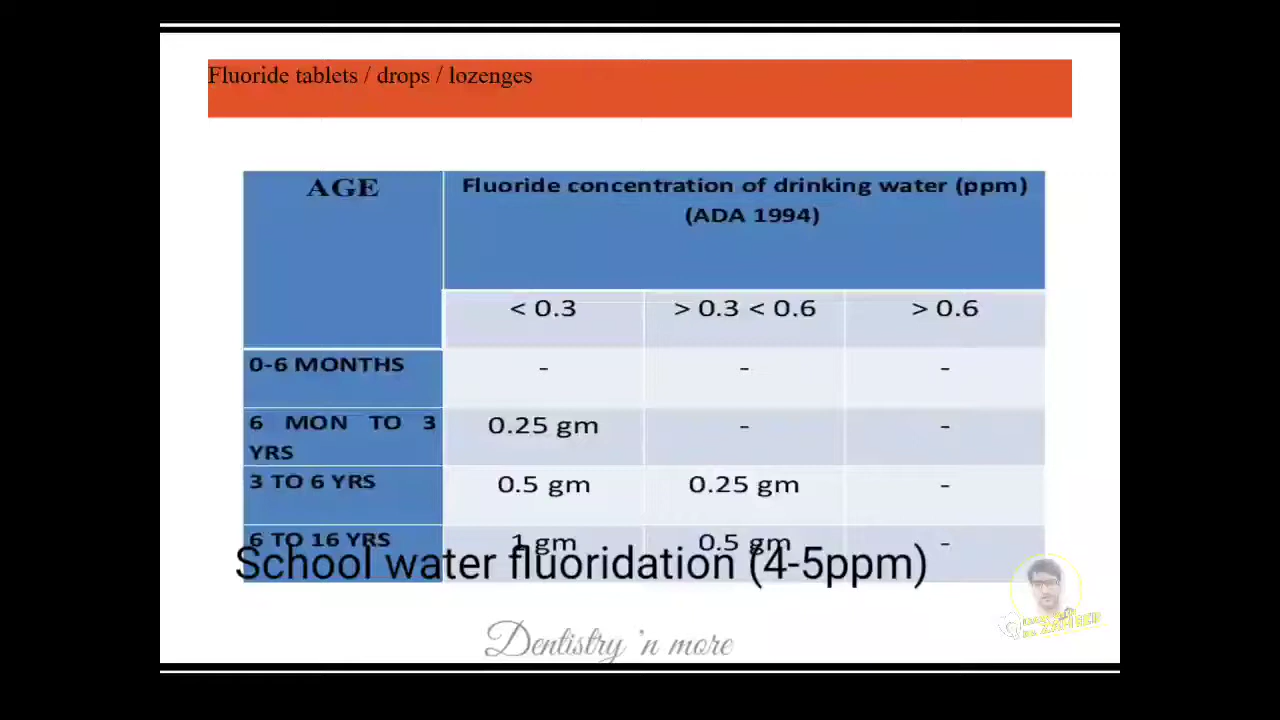 Fluoride tablets / drops / lozenges
AGE
Fluoride concentration of drinking water (ppm)
(ADA 1994)
< 0.3 > 0.3 < 0.6 > 0.6
0-6 MONTHS - - -
6 MON TO 3 0.25 gm - -
YRS
3 TO 6 YRS 0.5 gm 0.25 gm -
6 TO 16 YRS 1 gm 0.5 gm -
School water fluoridation (4-5ppm)
Dentistry 'n more